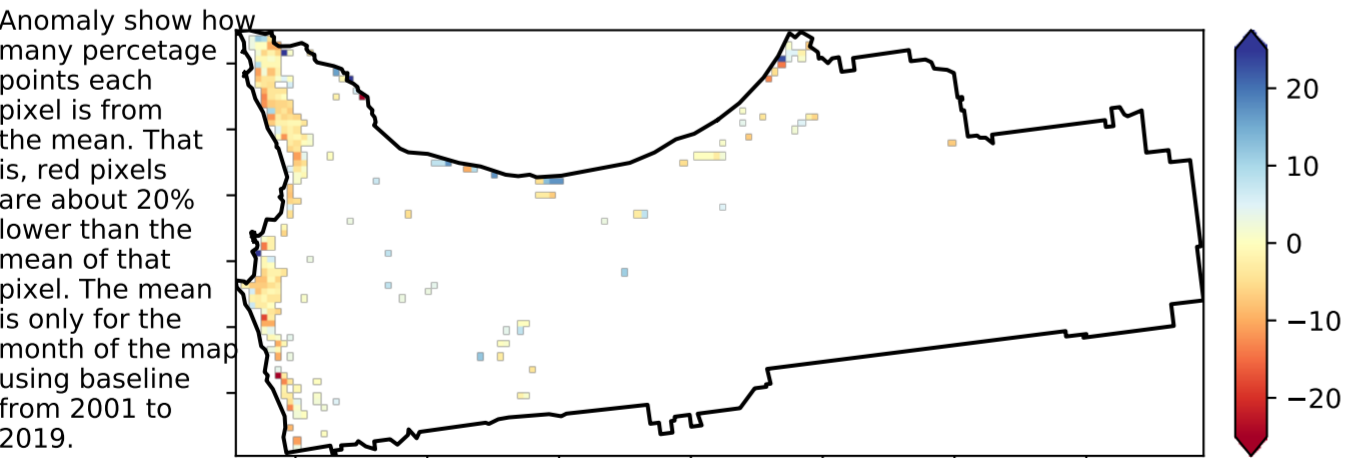 Anomaly show how
many percetage
points each
pixel is from
the mean. That
is, red pixels
are about 20%
lower than the
mean of that
pixel. The mean
is only for the
month of the map
using baseline
from 2001 to
2019.
20
10
0
−10
−20